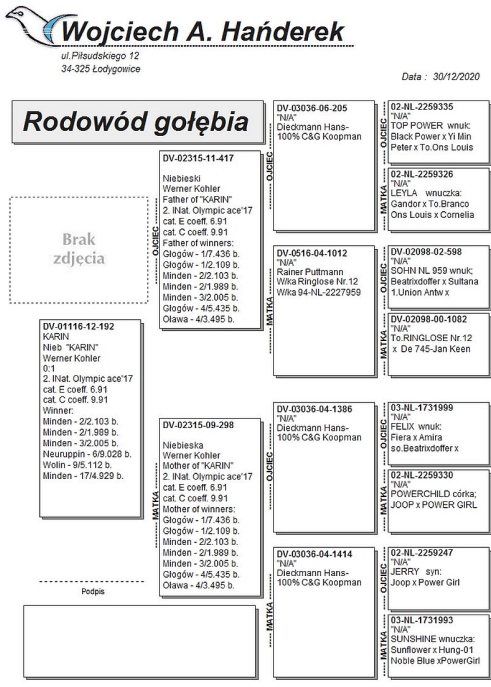 Wojciech A. Hańderek
ul.Piłsudskiego 12
34-325 Łodygowice
Data : 30/12/2020
Rodowód gołębia
Brak
zdjęcia
DV-01116-12-192
KARIN
Nieb "KARIN"
Werner Kohler
0:1
2. INat. Olympic ace'17
cat. E coeff. 6.91
cat. C coeff. 9.91
Winner:
Minden - 2/2.103 b.
Minden - 2/1.989 b.
Minden - 3/2.005 b.
Neuruppin - 6/9.028 b.
Wolin - 9/5.112 b.
Minden - 17/4.929 b.
Podpis
OJCIEC
DV-02315-11-417
Niebieski
Werner Kohler
Father of "KARIN"
2. INat. Olympic ace'17
cat. E coeff. 6.91
cat. C coeff. 9.91
Father of winners:
Głogów - 1/7.436 b.
Głogów - 1/2.109 b.
Minden - 2/2.103 b.
Minden - 2/1.989 b.
Minden - 3/2.005 b.
Głogów - 4/5.435 b.
Oława - 4/3.495 b.
MATKA
DV-02315-09-298
Niebieska
Werner Kohler
Mother of "KARIN"
2. INat. Olympic ace'17
cat. E coeff. 6.91
cat. C coeff. 9.91
Mother of winners:
Głogów - 1/7.436 b.
Głogów - 1/2.109 b.
Minden - 2/2.103 b.
Minden - 2/1.989 b.
Minden - 3/2.005 b.
Głogów - 4/5.435 b.
Oława - 4/3.495 b.
OJCIEC
DV-03036-06-205
"N/A"
Dieckmann Hans-
100% C&G Koopman
MATKA
DV-0516-04-1012
"N/A"
Rainer Puttmann
W/ka Ringlose Nr.12
W/ka 94-NL-2227959
OJCIEC
DV-03036-04-1386
"N/A"
Dieckmann Hans-
100% C&G Koopman
MATKA
DV-03036-04-1414
"N/A"
Dieckmann Hans-
100% C&G Koopman
OJCIEC
02-NL-2259335
"N/A"
TOP POWER wnuk:
Black Power x Yi Min
Peter x To.Ons Louis
MATKA
02-NL-2259326
"N/A"
LEYLA wnuczka:
Gandor x To.Branco
Ons Louis x Cornelia
OJCIEC
DV-02098-02-598
"N/A"
SOHN NL 959 wnuk;
Beatrixdoffer x Sultana
1.Union Antw x
MATKA
DV-02098-00-1082
"N/A"
To.RINGLOSE Nr.12
x De 745-Jan Keen
OJCIEC
03-NL-1731999
"N/A"
FELIX wnuk:
Fiera x Amira
so.Beatrixdoffer x
MATKA
02-NL-2259330
"N/A"
POWERCHILD córka;
JOOP x POWER GIRL
OJCIEC
02-NL-2259247
"N/A"
JERRY syn:
Joop x Power Girl
MATKA
03-NL-1731993
"N/A"
SUNSHINE wnuczka:
Sunflower x Hung-01
Noble Blue xPowerGirl